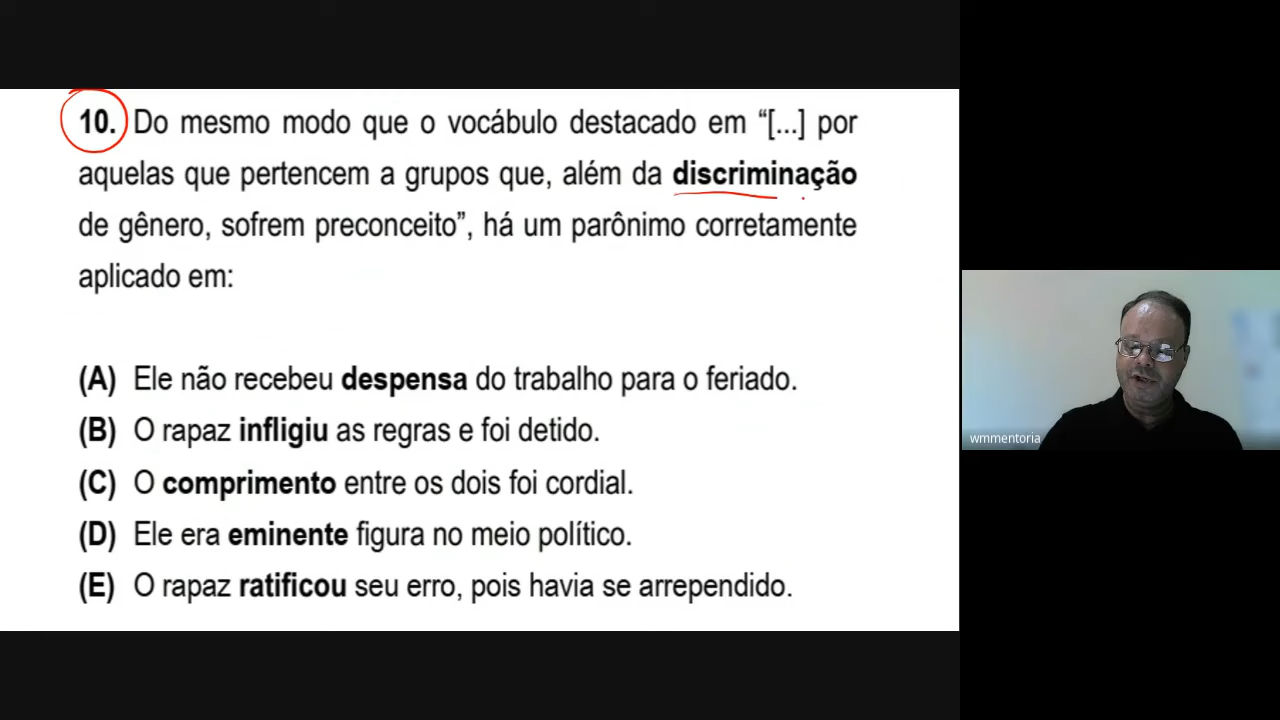 10. Do mesmo modo que o vocábulo destacado em “[...] por
aquelas que pertencem a grupos que, além da discriminação
de gênero, sofrem preconceito”, há um parônimo corretamente
aplicado em:
(A) Ele não recebeu despensa do trabalho para o feriado.
(B) O rapaz infligiu as regras e foi detido.
(C) O comprimento entre os dois foi cordial.
(D) Ele era eminente figura no meio político.
(E) O rapaz ratificou seu erro, pois havia se arrependido.
wmmentoria